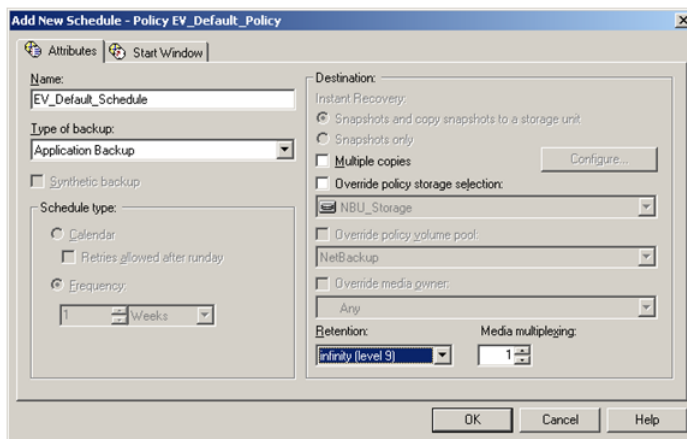 Add New Schedule - Policy EV_Default_Policy
Attributes
Start Window
Name:
EV_Default_Schedule
Type of backup:
Application Backup
Synthetic backup
Schedule type:
Calendar
Retries allowed after runday
Frequency:
1 Weeks
Destination:
Instant Recovery:
Snapshots and copy snapshots to a storage unit
Snapshots only
Multiple copies
Configure...
Override policy storage selection:
NBU_Storage
Override policy volume pool:
NetBackup
Override media owner:
Any
Retention:
Media multiplexing:
infinity (level 9)
1
OK
Cancel
Help